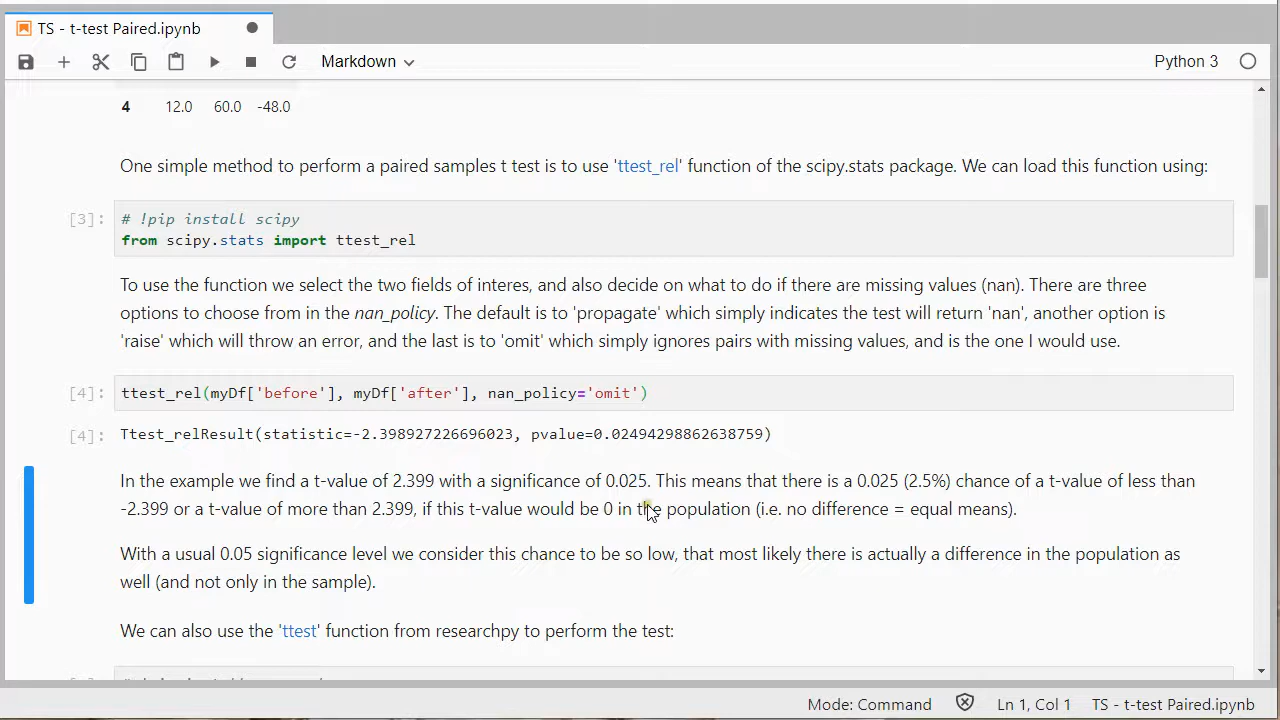 TS - t-test Paired.ipynb
Markdown
Python 3
4 12.0 60.0 -48.0
One simple method to perform a paired samples t test is to use 'ttest_rel' function of the scipy.stats package. We can load this function using:
[3]: # !pip install scipy
from scipy.stats import ttest_rel
To use the function we select the two fields of interes, and also decide on what to do if there are missing values (nan). There are three
options to choose from in the nan_policy. The default is to 'propagate' which simply indicates the test will return 'nan', another option is
'raise' which will throw an error, and the last is to 'omit' which simply ignores pairs with missing values, and is the one I would use.
[4]: ttest_rel(myDf['before'], myDf['after'], nan_policy='omit')
[4]: Ttest_relResult(statistic=-2.398927226696023, pvalue=0.02494298862638759)
In the example we find a t-value of 2.399 with a significance of 0.025. This means that there is a 0.025 (2.5%) chance of a t-value of less than
-2.399 or a t-value of more than 2.399, if this t-value would be 0 in the population (i.e. no difference = equal means).
With a usual 0.05 significance level we consider this chance to be so low, that most likely there is actually a difference in the population as
well (and not only in the sample).
We can also use the 'ttest' function from researchpy to perform the test:
Mode: Command Ln 1, Col 1 TS - t-test Paired.ipynb